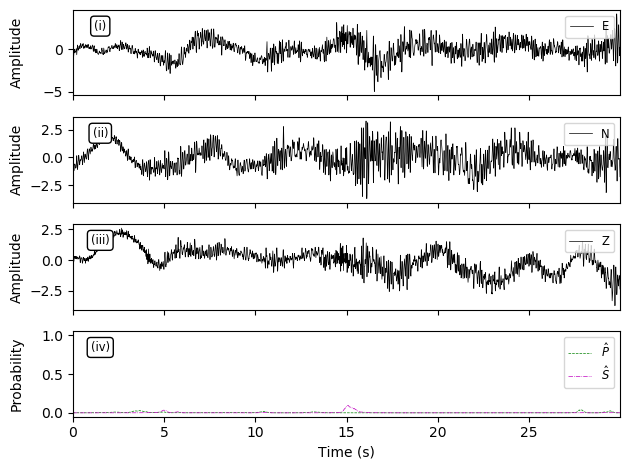 (i)
E
Amplitude
0
−5
(ii)
N
Amplitude
2.5
0.0
−2.5
(iii)
Z
Amplitude
2.5
0.0
−2.5
(iv)
P̂
Ŝ
Probability
1.0
0.5
0.0
0 5 10 15 20 25
Time (s)